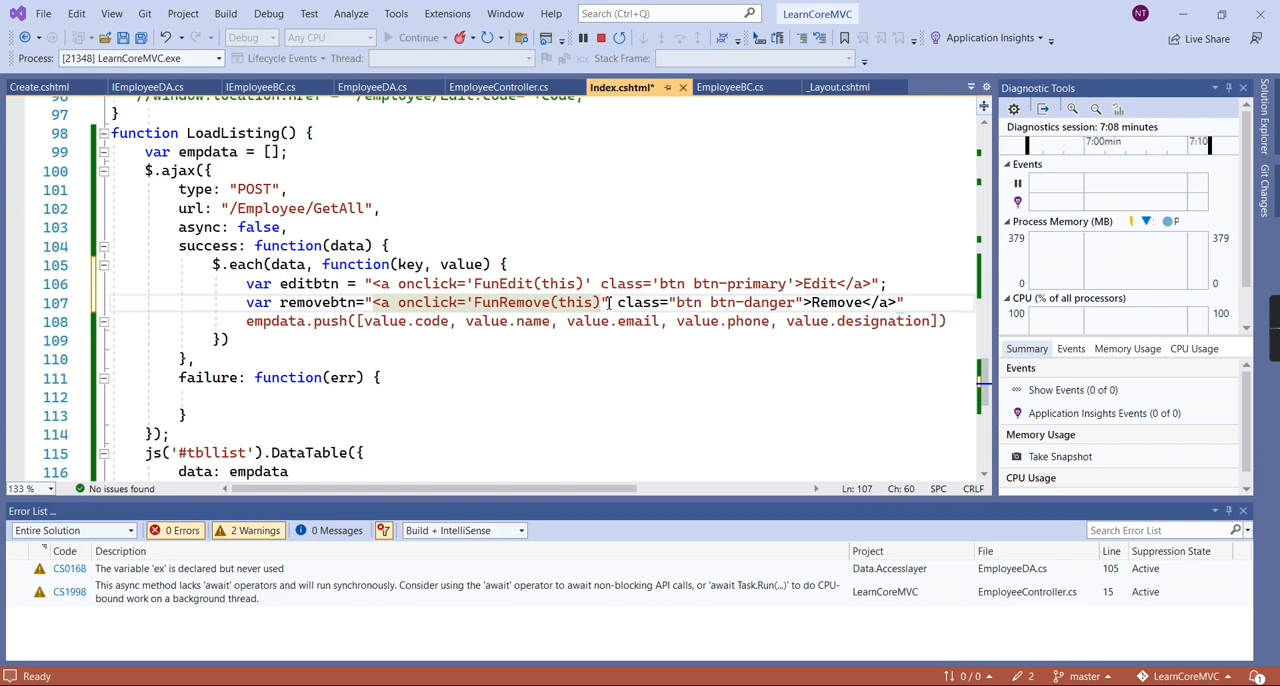 File Edit View Git Project Build Debug Test Analyze Tools Extensions Window Help Search (Ctrl+Q) LearnCoreMVC NT
Debug Any CPU Continue Application Insights Live Share
Process: [21348] LearnCoreMVC.exe Lifecycle Events Thread: Stack Frame:
Create.cshtml IEmployeeDA.cs IEmployeeBC.cs EmployeeDA.cs EmployeeController.cs Index.cshtml* EmployeeBC.cs _Layout.cshtml
97 }
98 function LoadListing() {
99 var empdata = [];
100 $.ajax({
101 type: "POST",
102 url: "/Employee/GetAll",
103 async: false,
104 success: function(data) {
105 $.each(data, function(key, value) {
106 var editbtn = "<a onclick='FunEdit(this)' class='btn btn-primary'>Edit</a>";
107 var removebtn="<a onclick='FunRemove(this)" class="btn btn-danger">Remove</a>"
108 empdata.push([value.code, value.name, value.email, value.phone, value.designation])
109 })
110 },
111 failure: function(err) {
112
113 }
114 });
115 js('#tbllist').DataTable({
116 data: empdata
133 % No issues found Ln: 107 Ch: 60 SPC CRLF
Diagnostic Tools
Diagnostics session: 7:08 minutes
7:00min 7:10
Events
Process Memory (MB) P
379 379
0 0
CPU (% of all processors)
100 100
0 0
Summary Events Memory Usage CPU Usage
Events
Show Events (0 of 0)
Application Insights Events (0 of 0)
Memory Usage
Take Snapshot
CPU Usage
Solution Explorer
Git Changes
Error List ...
Entire Solution 0 Errors 2 Warnings 0 Messages Build + IntelliSense Search Error List
Code Description Project File Line Suppression State
CS0168 The variable 'ex' is declared but never used Data.Accesslayer EmployeeDA.cs 105 Active
CS1998 This async method lacks 'await' operators and will run synchronously. Consider using the 'await' operator to await non-blocking API calls, or 'await Task.Run(...)' to do CPU- LearnCoreMVC EmployeeController.cs 15 Active
bound work on a background thread.
Ready 0 / 0 2 master LearnCoreMVC 1